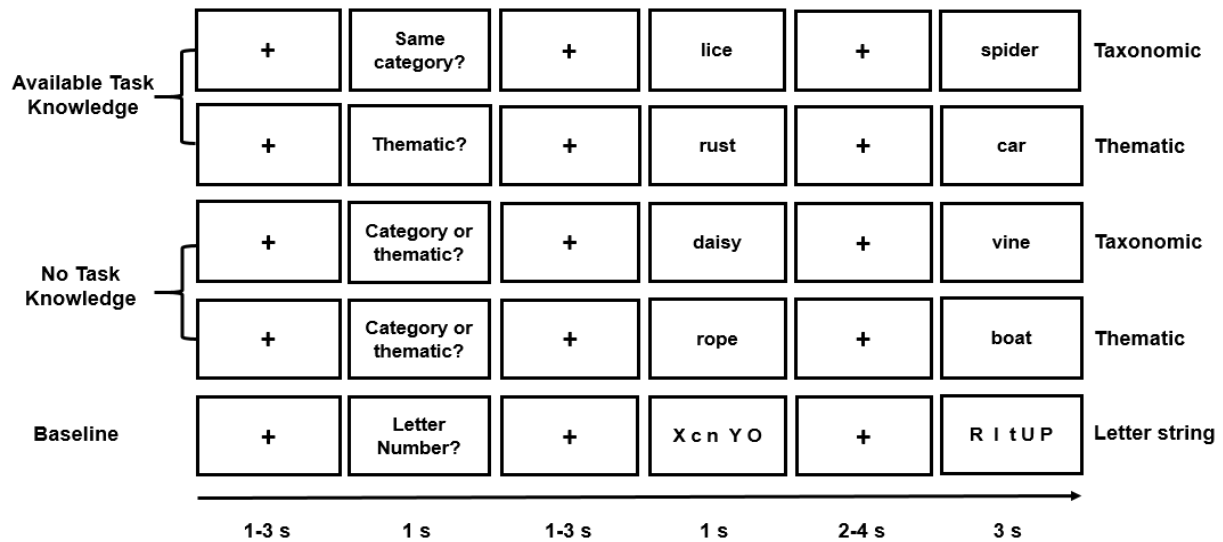 +
Same
category?
+
lice
+
spider
Taxonomic
Available Task
Knowledge
+
Thematic?
+
rust
+
car
Thematic
+
Category or
thematic?
+
daisy
+
vine
Taxonomic
No Task
Knowledge
+
Category or
thematic?
+
rope
+
boat
Thematic
Baseline
+
Letter
Number?
+
X c n Y O
+
R I t U P
Letter string
1-3 s
1 s
1-3 s
1 s
2-4 s
3 s